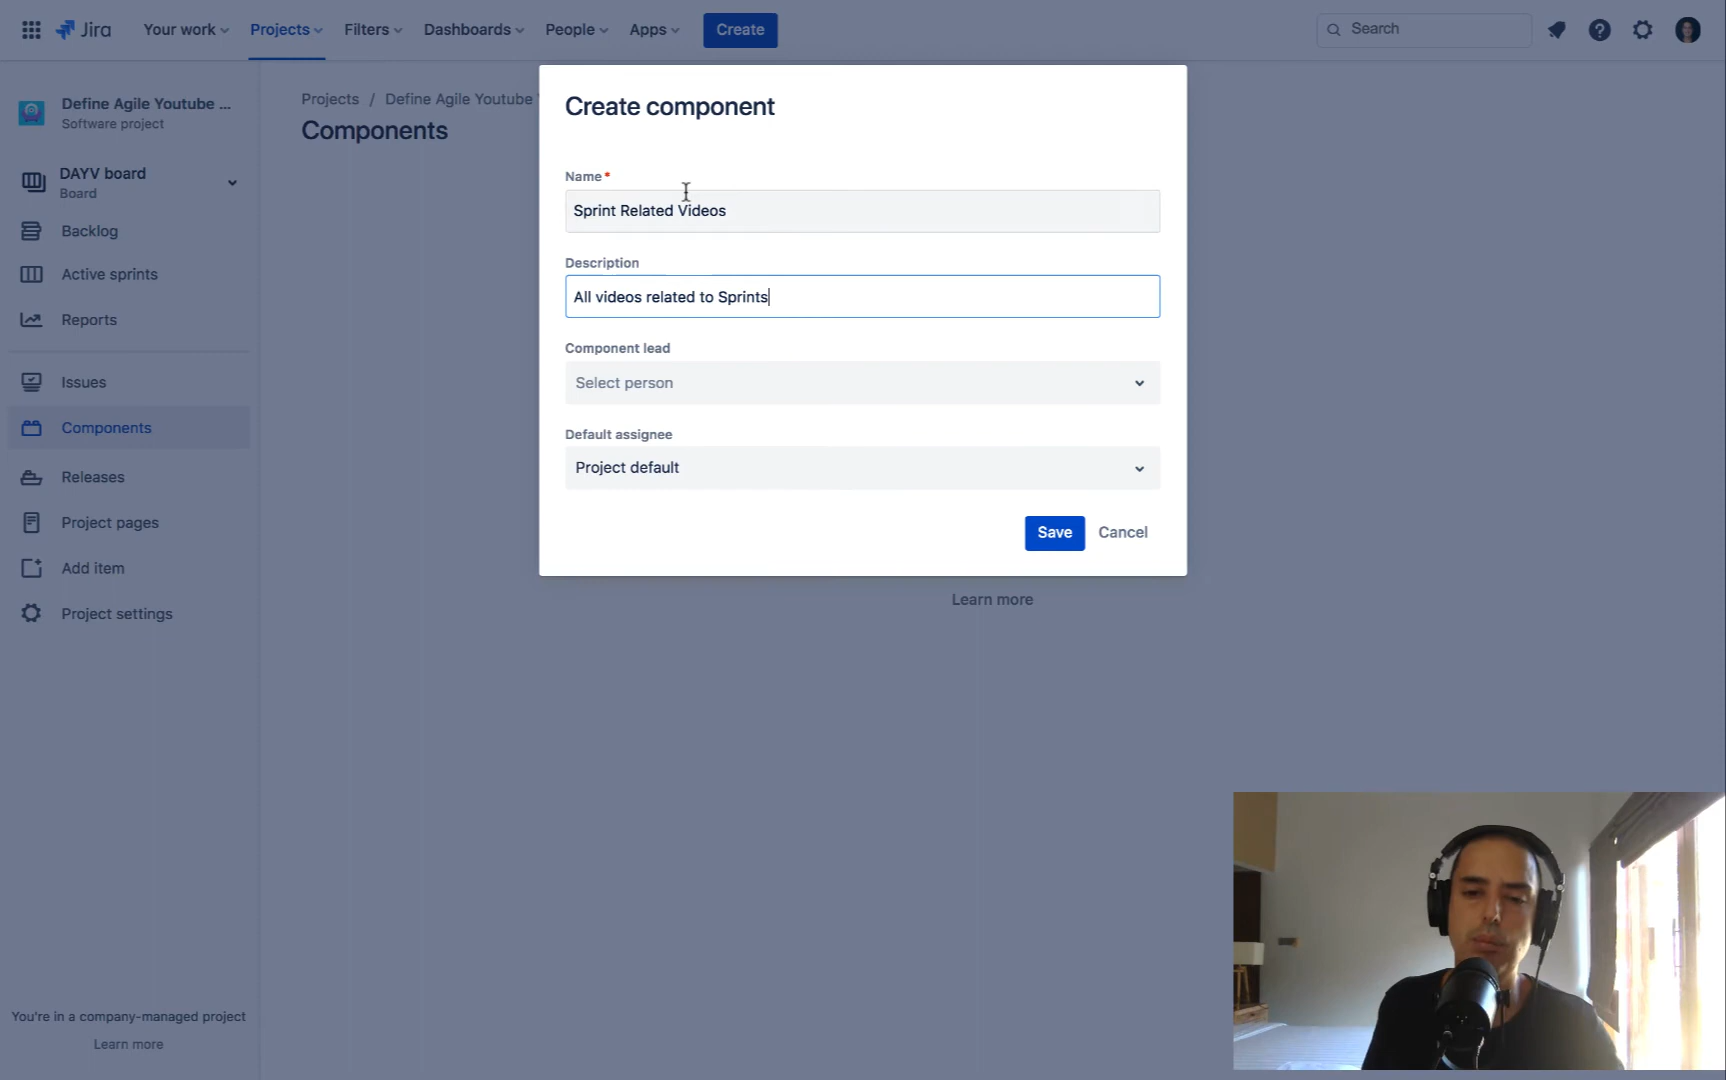 Jira
Your work
Projects
Filters
Dashboards
People
Apps
Create
Search
Define Agile Youtube ...
Software project
DAYV board
Board
Backlog
Active sprints
Reports
Issues
Components
Releases
Project pages
Add item
Project settings
You're in a company-managed project
Learn more
Projects / Define Agile Youtube
Components
Create component
Name *
Sprint Related Videos
Description
All videos related to Sprints
Component lead
Select person
Default assignee
Project default
Save
Cancel
Learn more